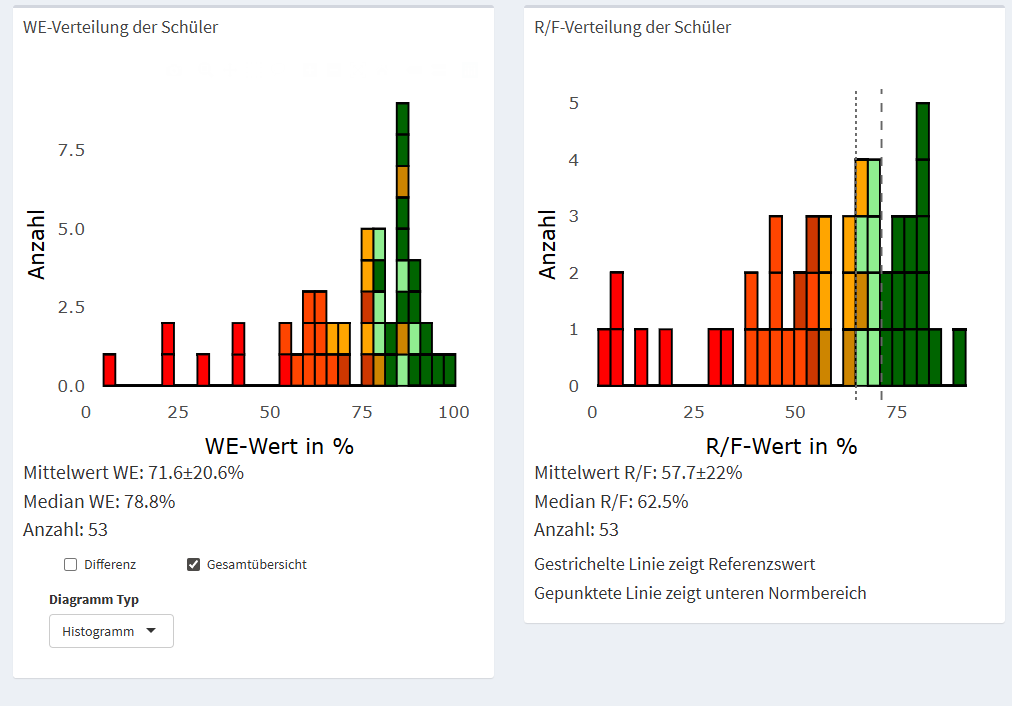 WE-Verteilung der Schüler
Anzahl
7.5
5.0
2.5
0.0
0 25 50 75 100
WE-Wert in %
Mittelwert WE: 71.6±20.6%
Median WE: 78.8%
Anzahl: 53
Differenz Gesamtübersicht
Diagramm Typ
Histogramm
R/F-Verteilung der Schüler
Anzahl
5
4
3
2
1
0
0 25 50 75
R/F-Wert in %
Mittelwert R/F: 57.7±22%
Median R/F: 62.5%
Anzahl: 53
Gestrichelte Linie zeigt Referenzswert
Gepunktete Linie zeigt unteren Normbereich